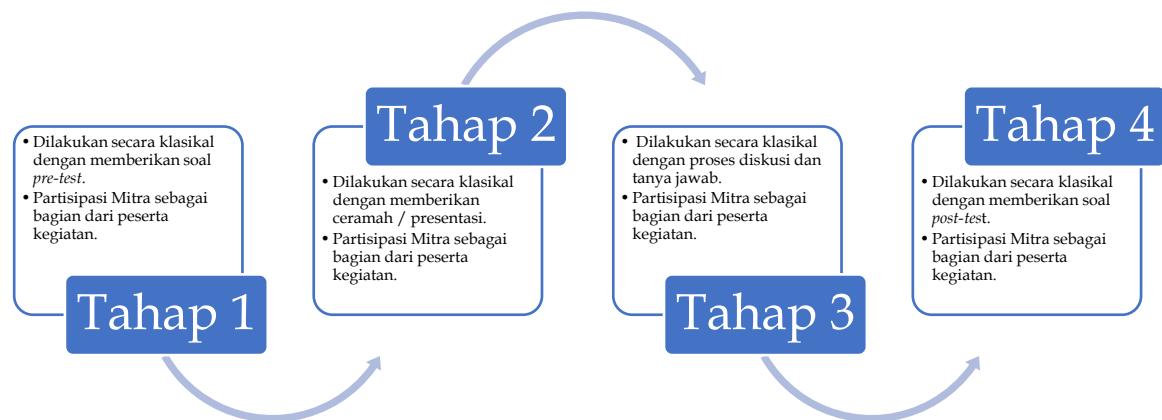 • Dilakukan secara klasikal
dengan memberikan soal
pre-test.
• Partisipasi Mitra sebagai
bagian dari peserta
kegiatan.
Tahap 1
Tahap 2
• Dilakukan secara klasikal
dengan memberikan
ceramah / presentasi.
• Partisipasi Mitra sebagai
bagian dari peserta
kegiatan.
• Dilakukan secara klasikal
dengan proses diskusi dan
tanya jawab.
• Partisipasi Mitra sebagai
bagian dari peserta
kegiatan.
Tahap 3
Tahap 4
• Dilakukan secara klasikal
dengan memberikan soal
post-test.
• Partisipasi Mitra sebagai
bagian dari peserta
kegiatan.